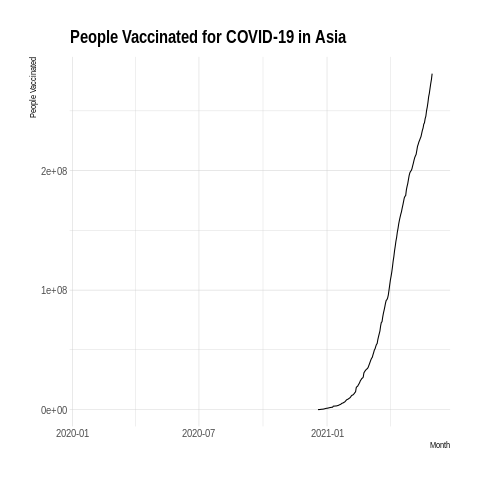 People Vaccinated for COVID-19 in Asia
People Vaccinated
2e+08
1e+08
0e+00
2020-01 2020-07 2021-01
Month